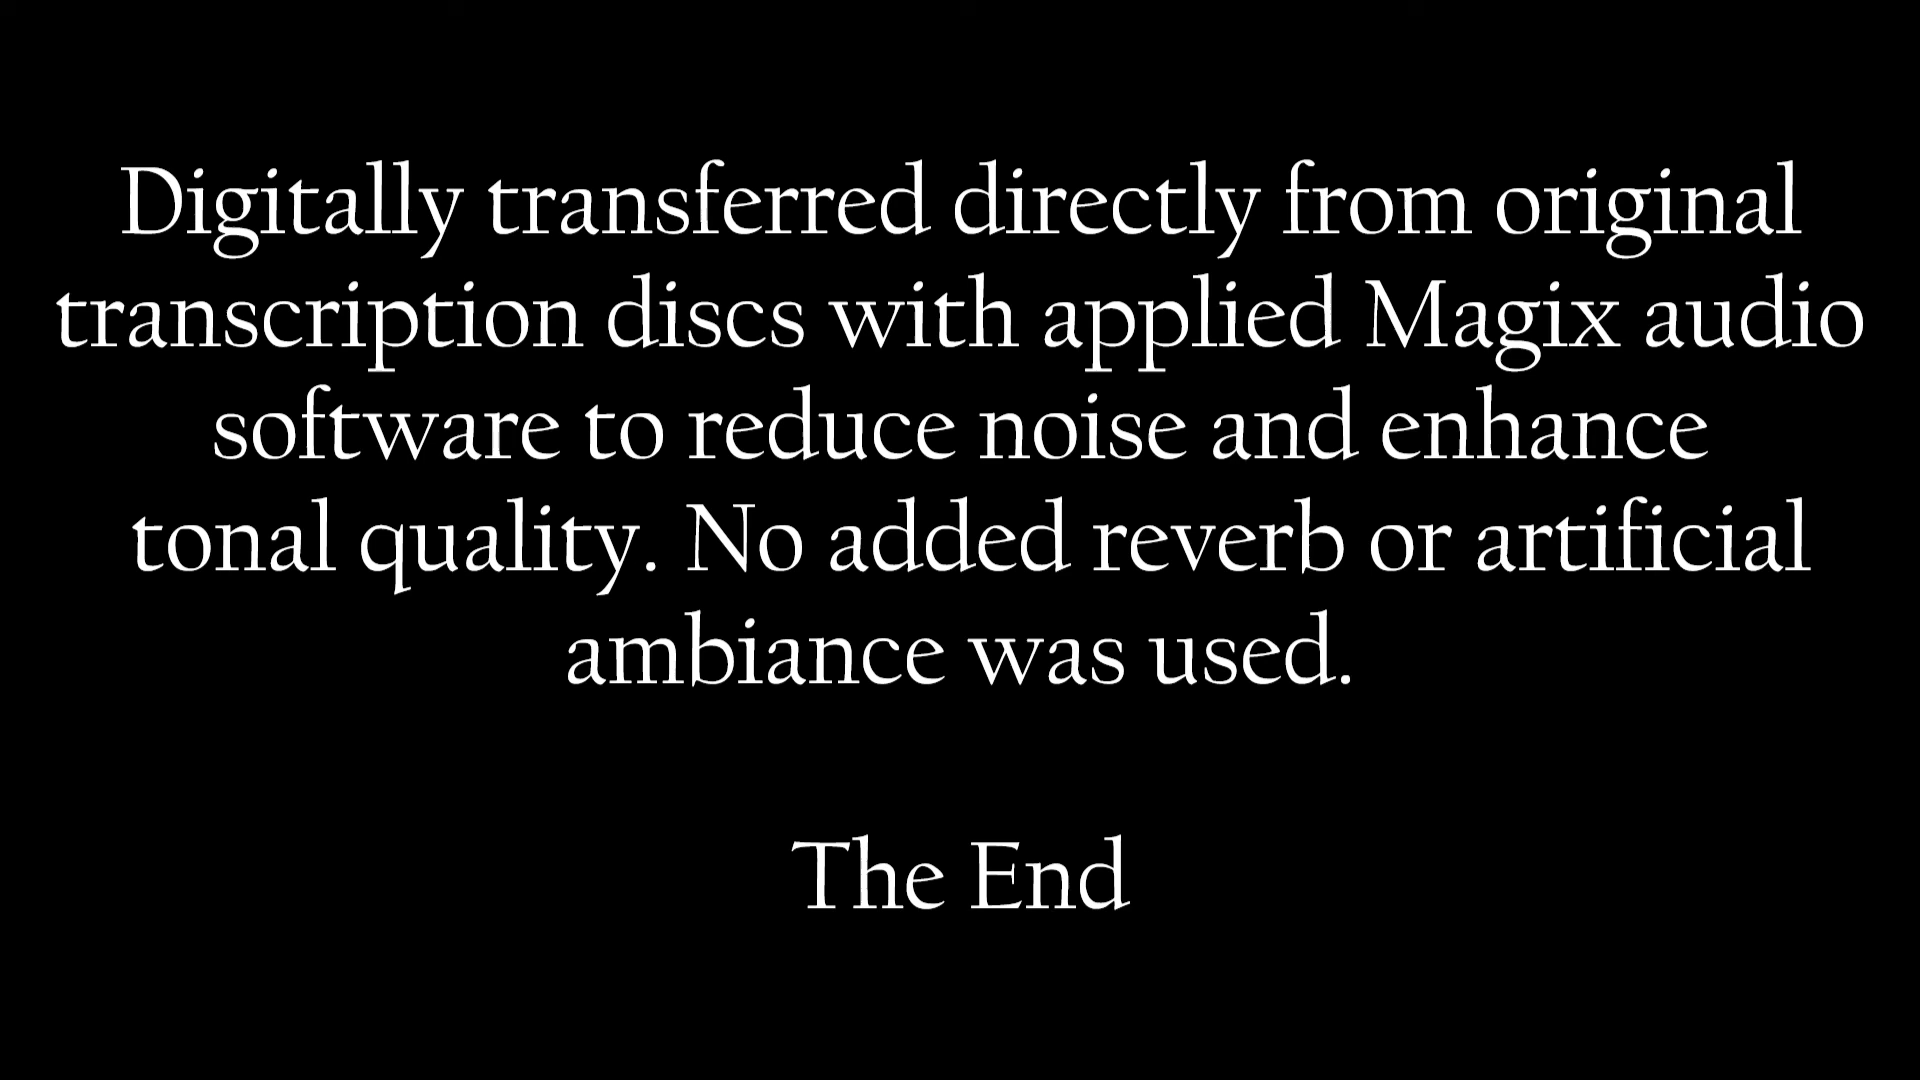 Digitally transferred directly from original
transcription discs with applied Magix audio
software to reduce noise and enhance
tonal quality. No added reverb or artificial
ambiance was used.
The End